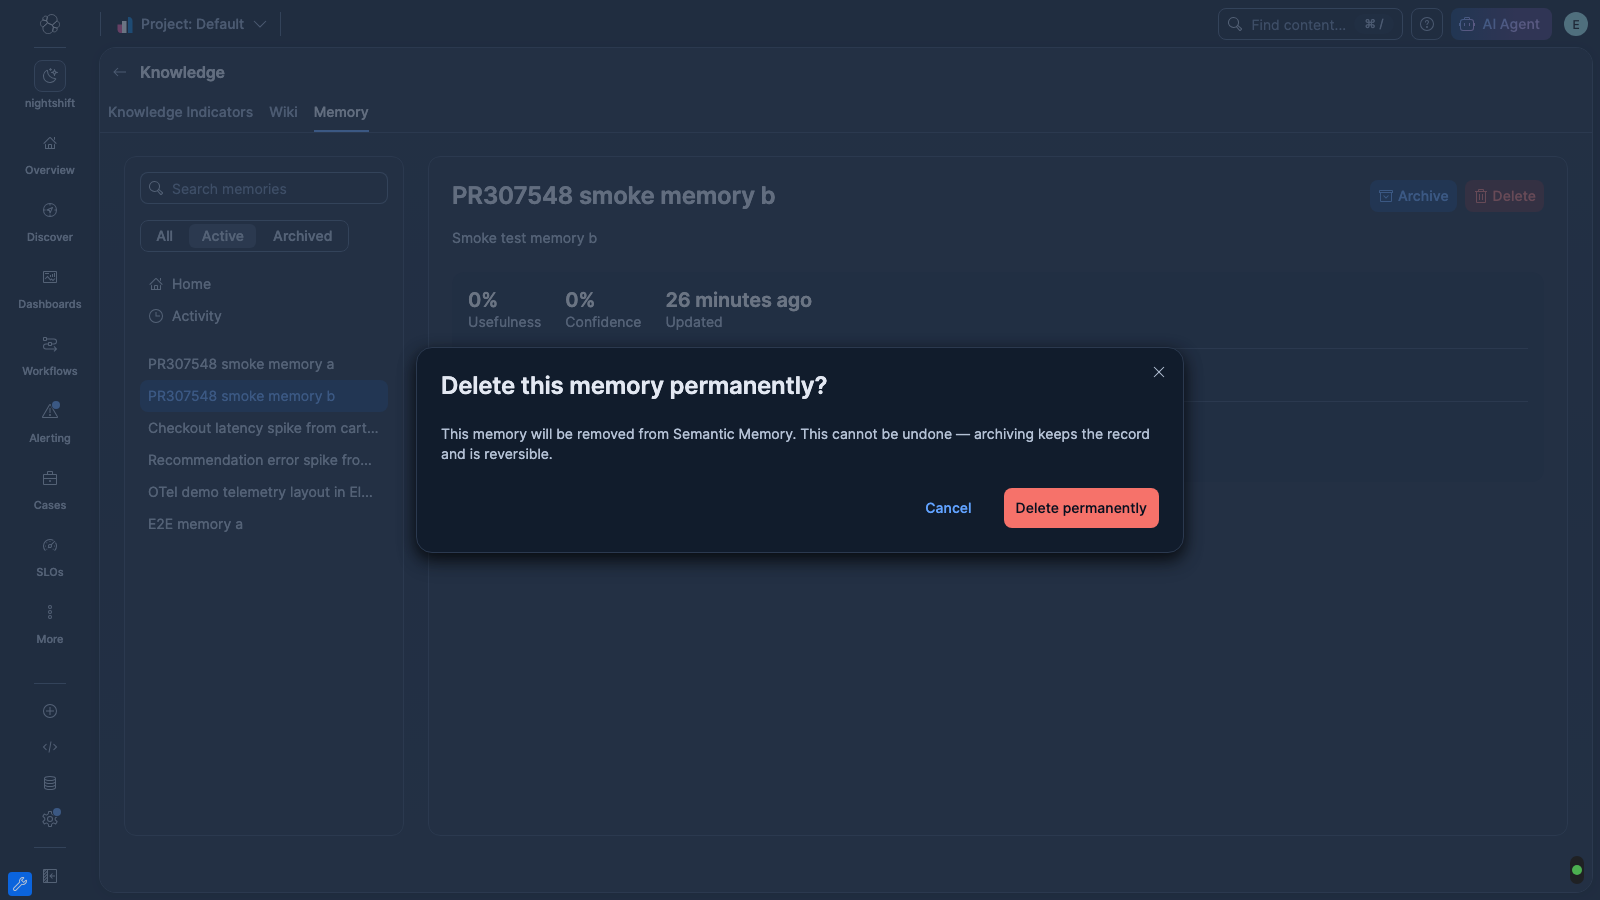 Project: Default
Find content...
⌘ /
AI Agent
E
nightshift
Overview
Discover
Dashboards
Workflows
Alerting
Cases
SLOs
More
Knowledge
Knowledge Indicators
Wiki
Memory
Search memories
All
Active
Archived
Home
Activity
PR307548 smoke memory a
PR307548 smoke memory b
Checkout latency spike from cart...
Recommendation error spike fro...
OTel demo telemetry layout in El...
E2E memory a
PR307548 smoke memory b
Archive
Delete
Smoke test memory b
0%
Usefulness
0%
Confidence
26 minutes ago
Updated
Delete this memory permanently?
This memory will be removed from Semantic Memory. This cannot be undone — archiving keeps the record
and is reversible.
Cancel
Delete permanently